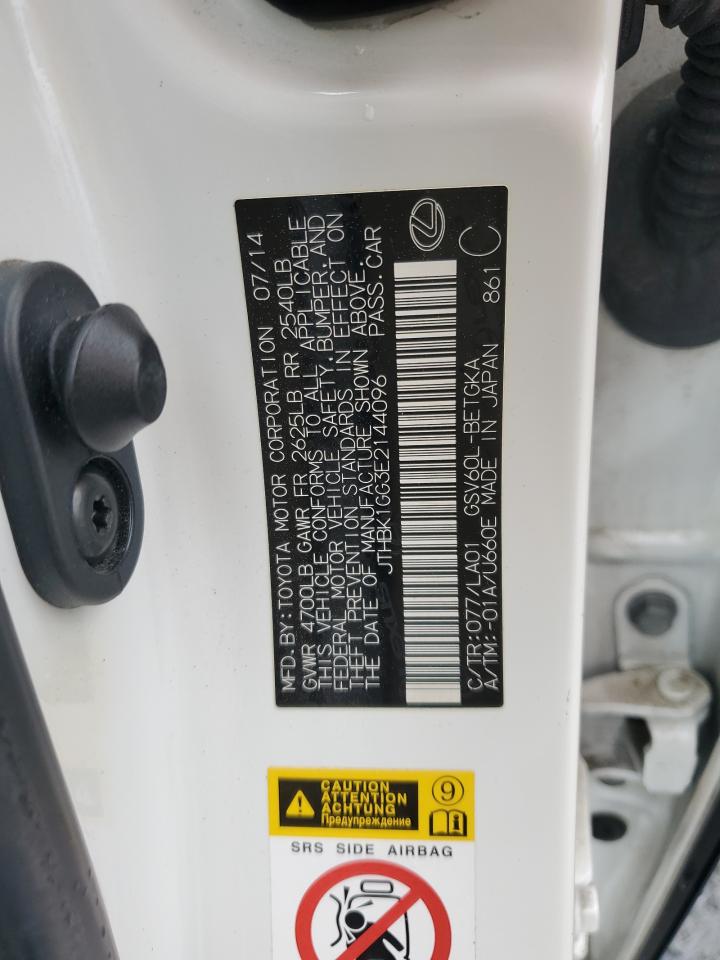 MFD.BY:TOYOTA MOTOR CORPORATION 07/14
GVWR 4700LB GAWR FR 2625LB RR 2540LB
THIS VEHICLE CONFORMS TO ALL APPLICABLE
FEDERAL MOTOR VEHICLE SAFETY,BUMPER,AND
THEFT PREVENTION STANDARDS IN EFFECT ON
THE DATE OF MANUFACTURE SHOWN ABOVE.
JTHBK1GG3E2144096 PASS.CAR
C/TR:077/LA01 GSV60L-BETGKA
A/TM:-01A/U660E MADE IN JAPAN 861
C
CAUTION
ATTENTION
ACHTUNG
Предупреждение
9
SRS SIDE AIRBAG